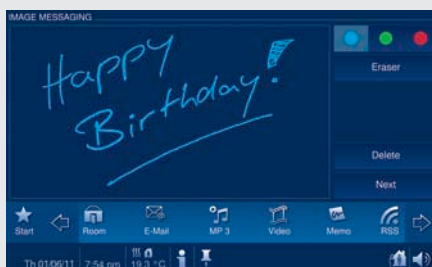 IMAGE MESSAGING
Happy
Birthday!
Eraser
Delete
Next
Start Room E-Mail MP 3 Video Memo RSS
Th 01/06/11 7:54 pm 19.3 °C